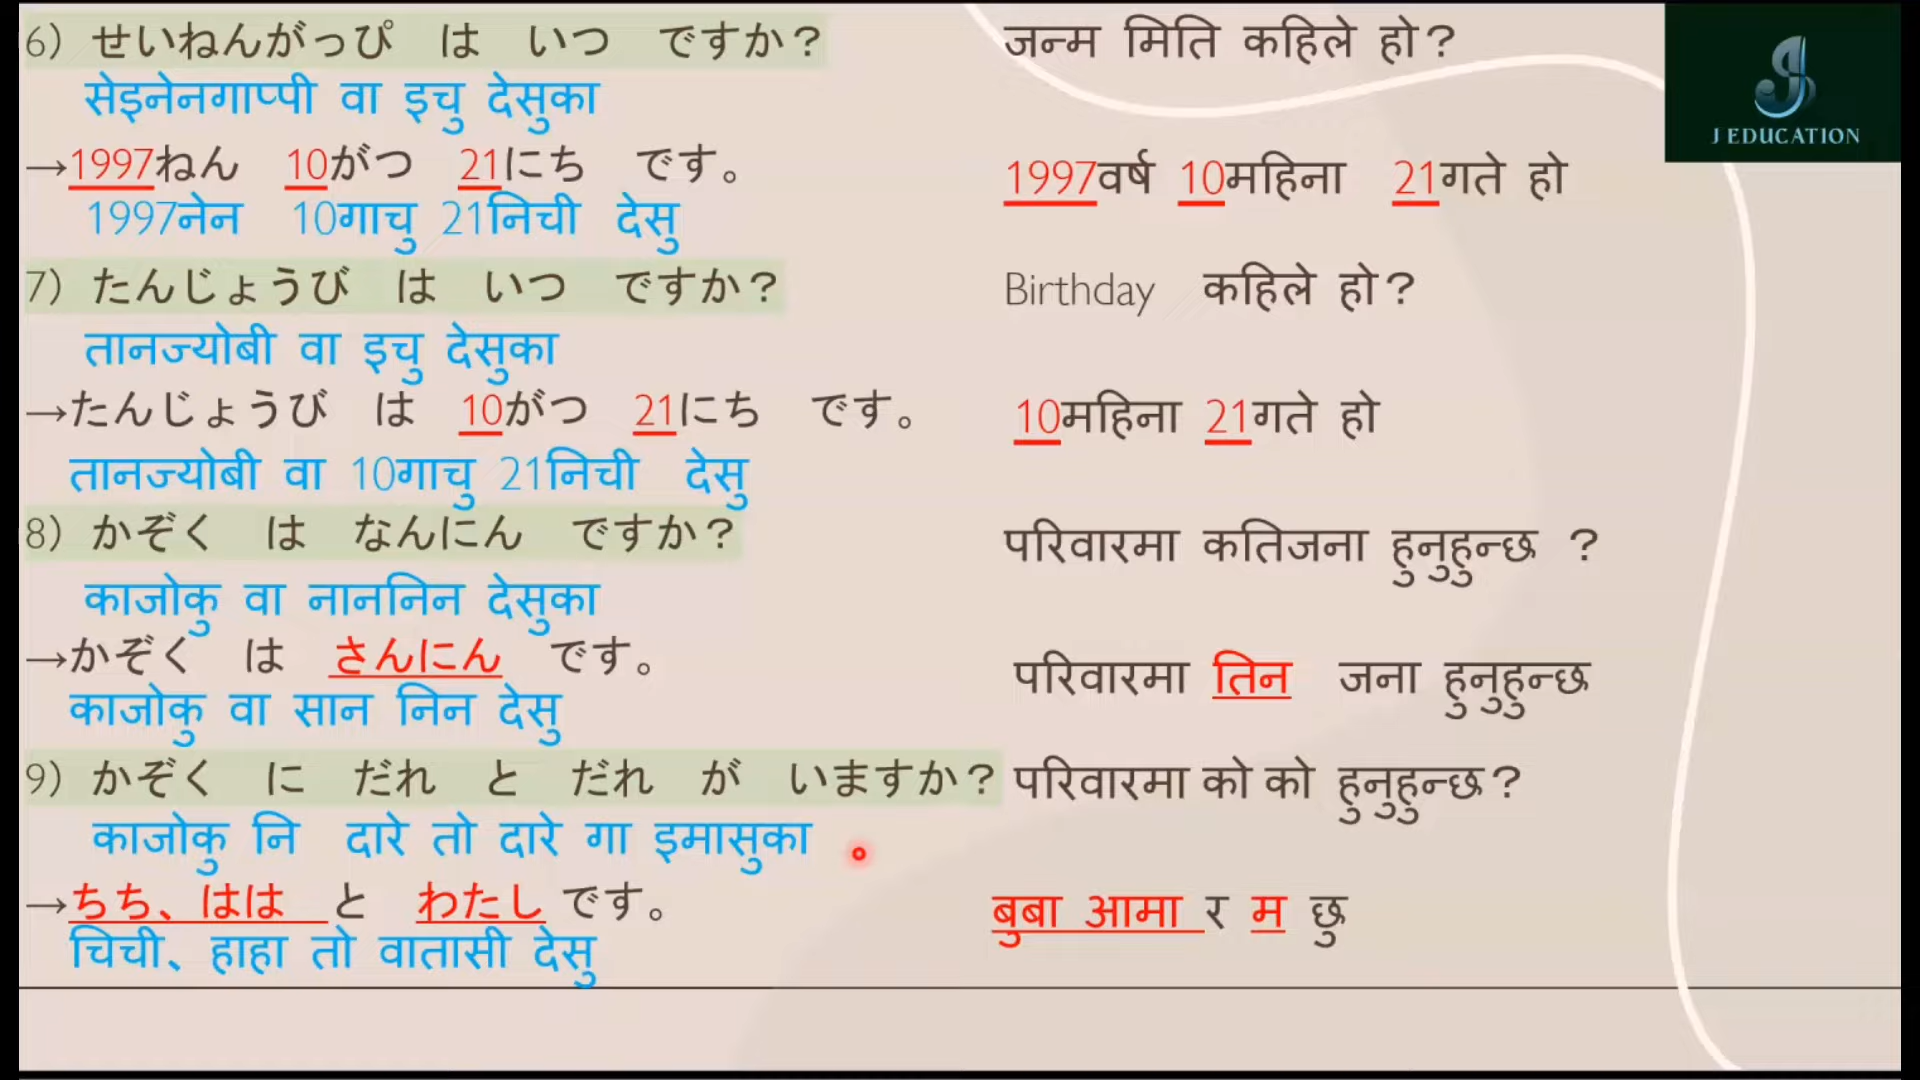 6）せいねんがっぴ　は　いつ　ですか？ जन्म मिति कहिले हो?
सेइनेनगाप्पी वा इचु देसुका
→1997ねん　10がつ　21にち　です。 1997वर्ष 10महिना 21गते हो
1997नेन 10गाचु 21निची देसु
7）たんじょうび　は　いつ　ですか？ Birthday कहिले हो?
तानज्योबी वा इचु देसुका
→たんじょうび　は　10がつ　21にち　です。 10महिना 21गते हो
तानज्योबी वा 10गाचु 21निची देसु
8）かぞく　は　なんにん　ですか？ परिवारमा कतिजना हुनुहुन्छ ?
काजोकु वा नाननिन देसुका
→かぞく　は　さんにん　です。 परिवारमा तिन जना हुनुहुन्छ
काजोकु वा सान निन देसु
9）かぞく　に　だれ　と　だれ　が　いますか？ परिवारमा को को हुनुहुन्छ?
काजोकु नि दारे तो दारे गा इमासुका
→ちち、はは　と　わたし です。 बुबा आमा र म छु
चिची、हाहा तो वातासी देसु
J EDUCATION